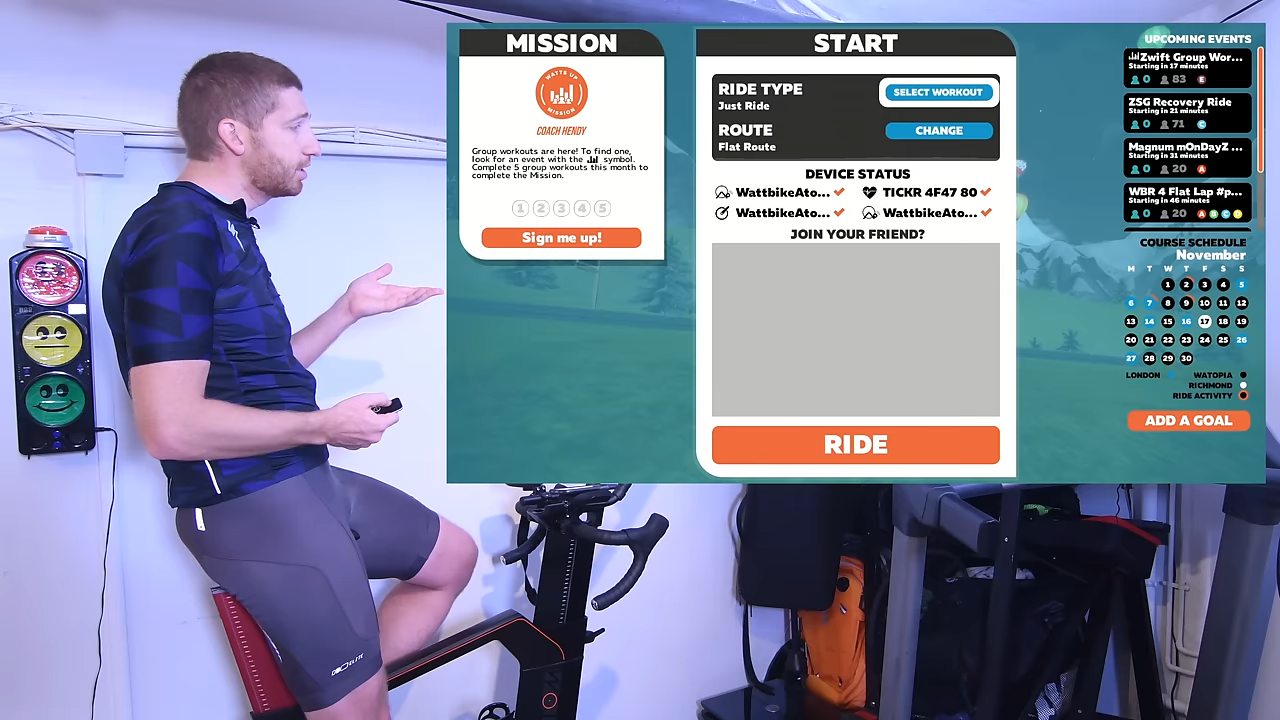 MISSION
WATTS UP
MISSION
COACH HENDY
Group workouts are here! To find one,
look for an event with the symbol.
Complete 5 group workouts this month to
complete the Mission.
1 2 3 4 5
Sign me up!
START
RIDE TYPE
SELECT WORKOUT
Just Ride
ROUTE
CHANGE
Flat Route
DEVICE STATUS
WattbikeAto... TICKR 4F47 80
WattbikeAto... WattbikeAto...
JOIN YOUR FRIEND?
RIDE
UPCOMING EVENTS
Zwift Group Wor...
Starting in 17 minutes
0 83 E
ZSG Recovery Ride
Starting in 21 minutes
0 71 C
Magnum mOnDayZ ...
Starting in 31 minutes
0 20 A
WBR 4 Flat Lap #p...
Starting in 46 minutes
0 20 A B C D
COURSE SCHEDULE
November
M T W T F S S
1 2 3 4 5
6 7 8 9 10 11 12
13 14 15 16 17 18 19
20 21 22 23 24 25 26
27 28 29 30
LONDON WATOPIA
RICHMOND
RIDE ACTIVITY
ADD A GOAL